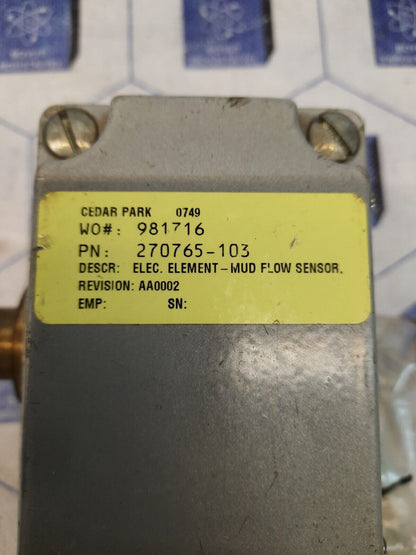 CEDAR PARK 0749
WO#: 981716
PN: 270765-103
DESCR: ELEC. ELEMENT-MUD FLOW SENSOR.
REVISION: AA0002
EMP: SN: